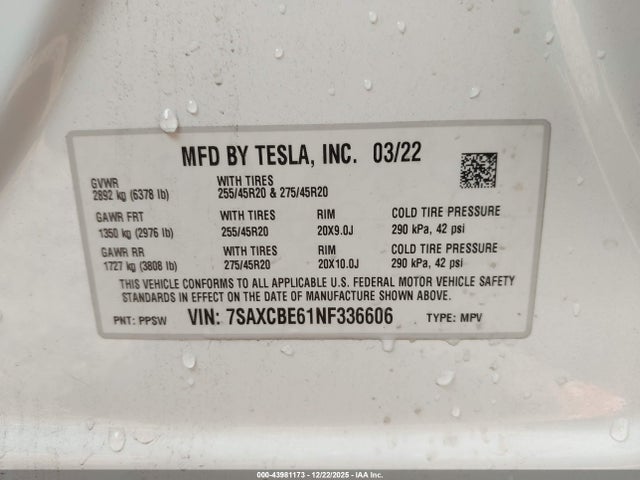 MFD BY TESLA, INC. 03/22
GVWR WITH TIRES
2892 kg (6378 lb) 255/45R20 & 275/45R20
GAWR FRT WITH TIRES RIM COLD TIRE PRESSURE
1350 kg (2976 lb) 255/45R20 20X9.0J 290 kPa, 42 psi
GAWR RR WITH TIRES RIM COLD TIRE PRESSURE
1727 kg (3808 lb) 275/45R20 20X10.0J 290 kPa, 42 psi
THIS VEHICLE CONFORMS TO ALL APPLICABLE U.S. FEDERAL MOTOR VEHICLE SAFETY
STANDARDS IN EFFECT ON THE DATE OF MANUFACTURE SHOWN ABOVE.
PNT: PPSW VIN: 7SAXCBE61NF336606 TYPE: MPV
000-43981173 - 12/22/2025 - IAA Inc.